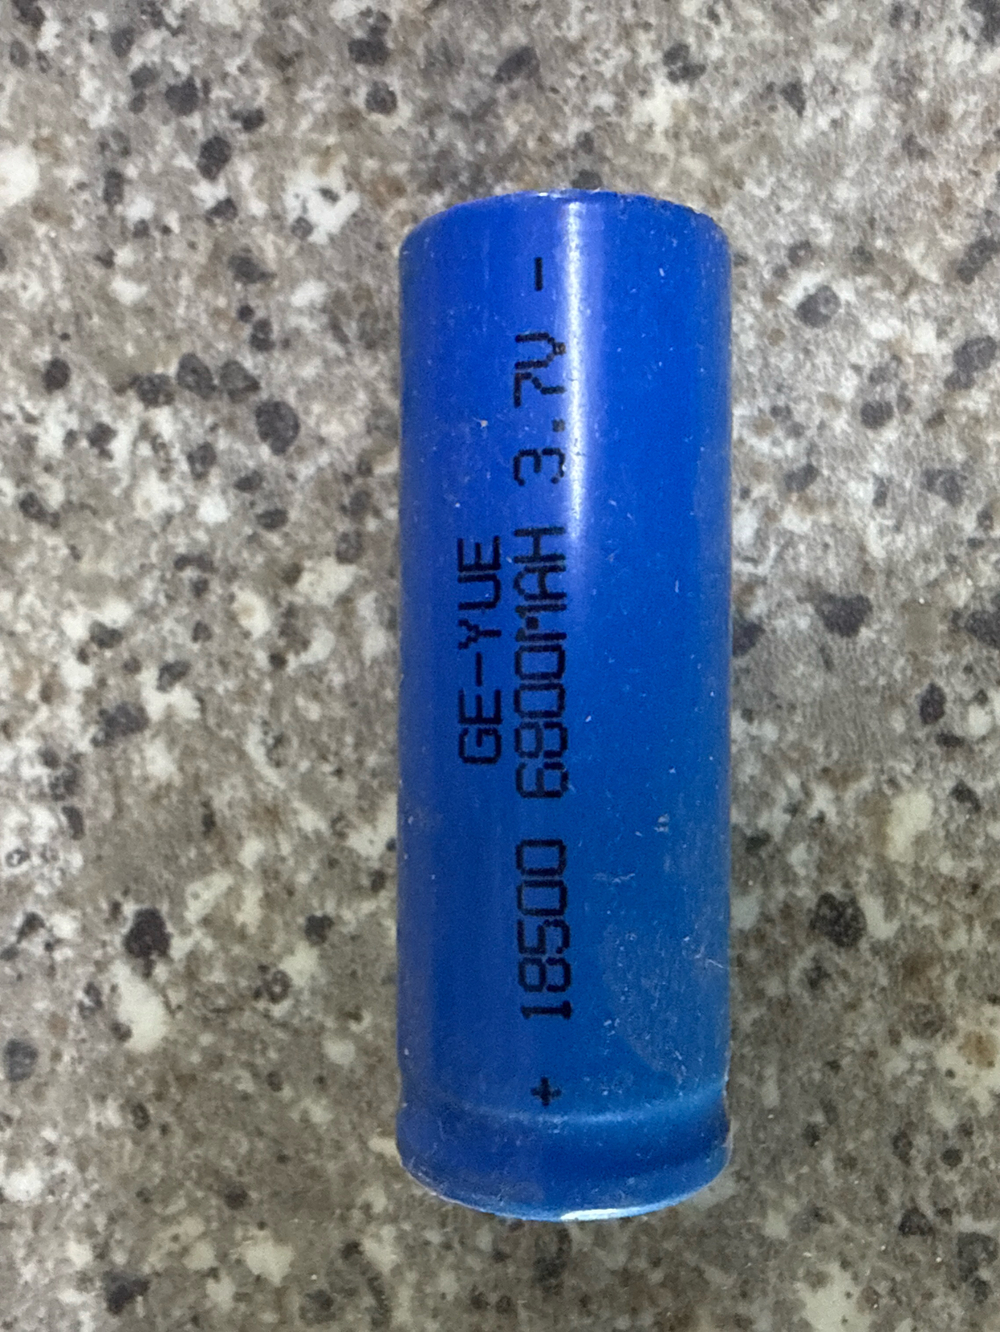 GE-YUE
+ 18500 6800MAH 3.7V -